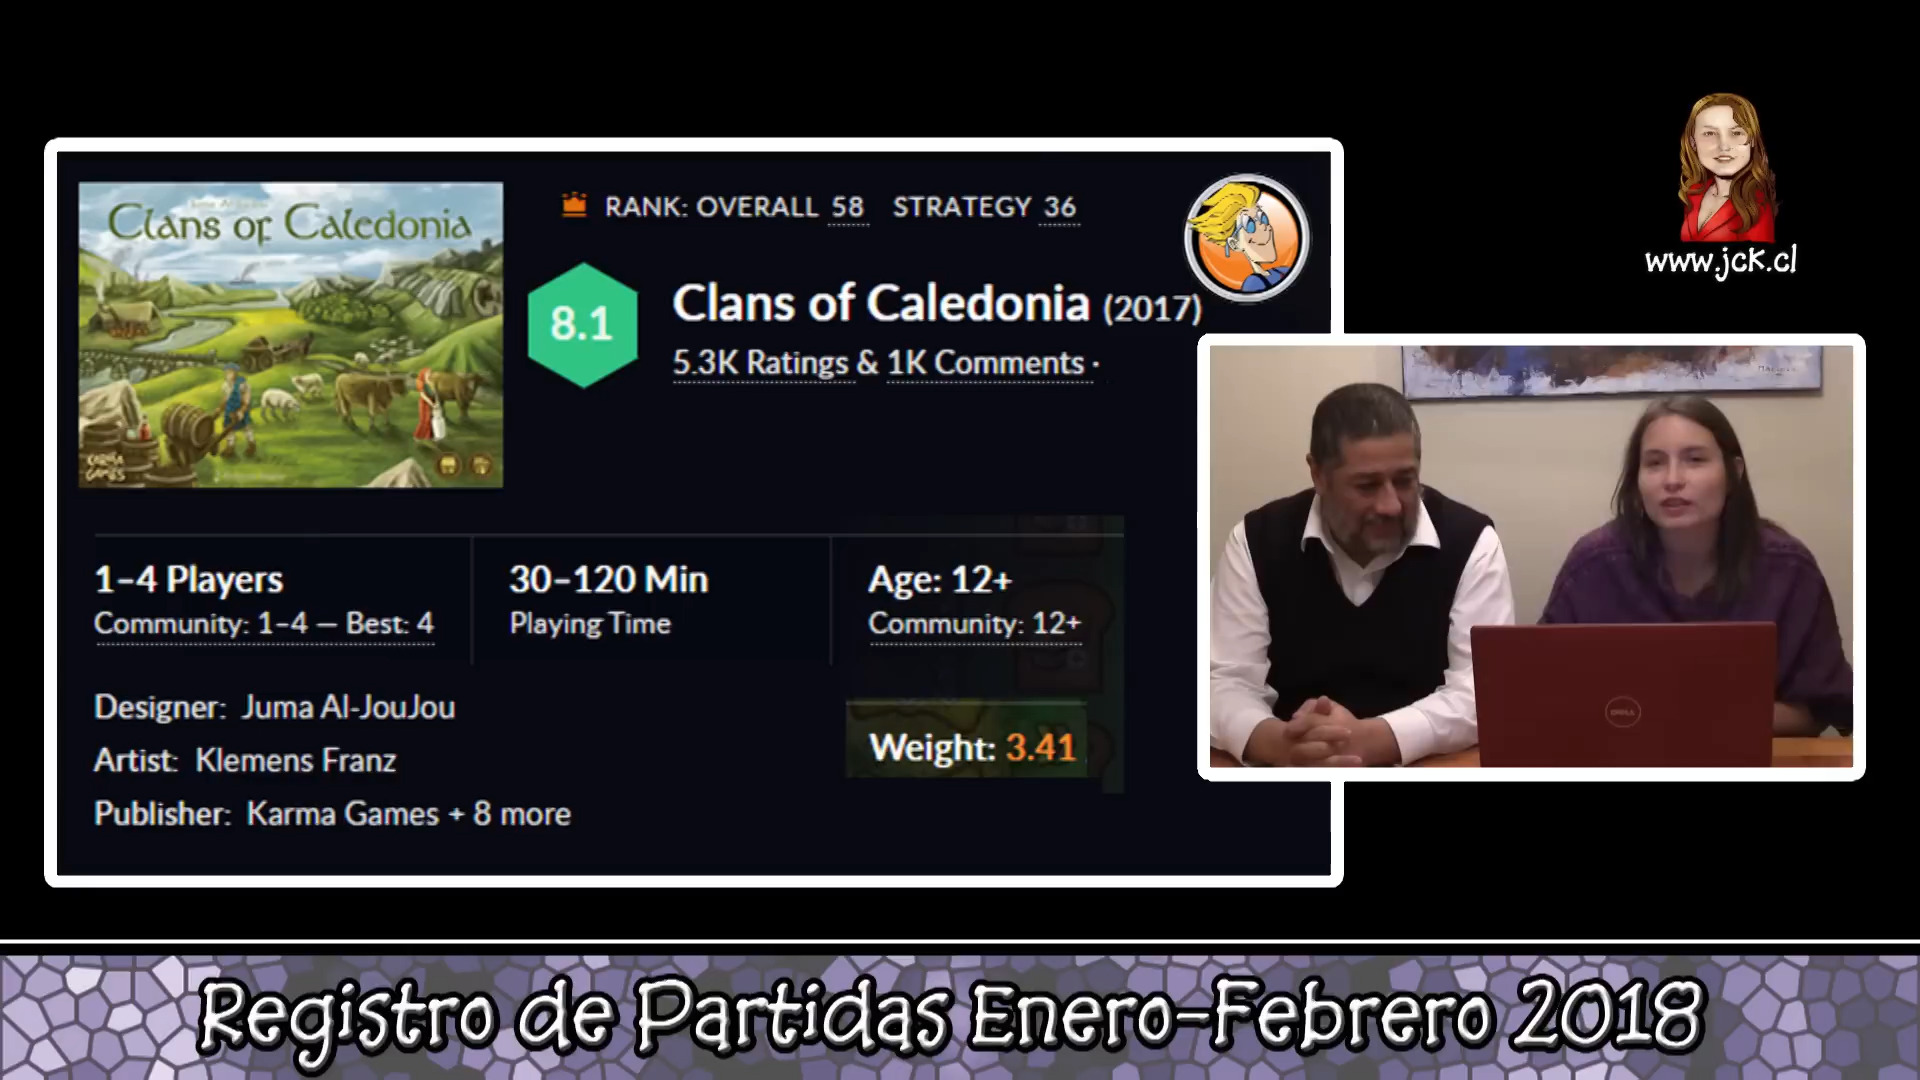 Clans of Caledonia
KARMA
GAMES
RANK: OVERALL 58 STRATEGY 36
8.1
Clans of Caledonia (2017)
5.3K Ratings & 1K Comments ·
1–4 Players
Community: 1–4 — Best: 4
30–120 Min
Playing Time
Age: 12+
Community: 12+
Designer: Juma Al-JouJou
Artist: Klemens Franz
Publisher: Karma Games + 8 more
Weight: 3.41
www.jck.cl
DELL
Registro de Partidas Enero-Febrero 2018